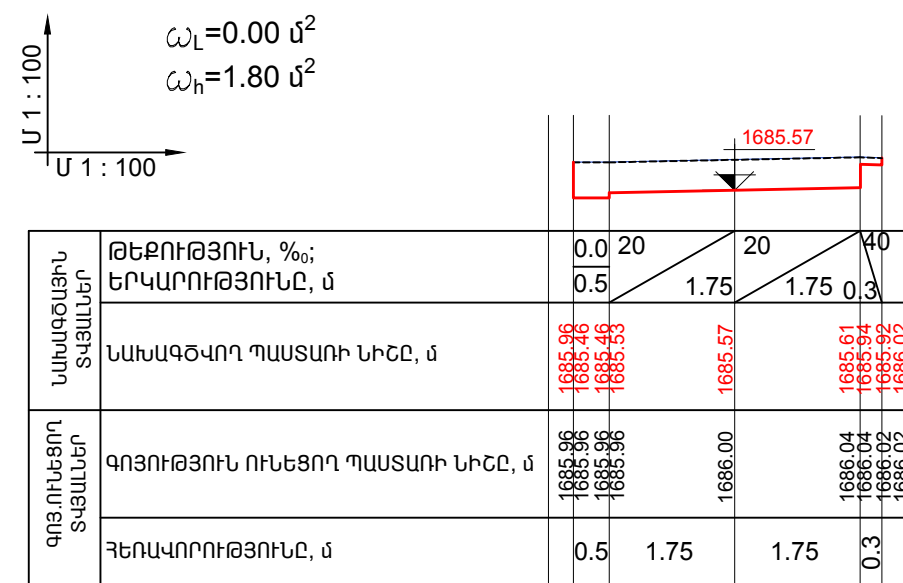 Մ 1 : 100
Մ 1 : 100
ωL=0.00 մ²
ωh=1.80 մ²
1685.57
ՆԱԽԱԳԾԱՅԻՆ
ՏՎՅԱԼՆԵՐ
ԹԵՔՈՒԹՅՈՒՆ, ‰;
ԵՐԿԱՐՈՒԹՅՈՒՆԸ, մ
0.0 20 20 40
0.5 1.75 1.75 0.3
ՆԱԽԱԳԾՎՈՂ ՊԱՍՏԱՌԻ ՆԻՇԸ, մ
1685.96 1685.46 1685.46 1685.53 1685.57 1685.61 1685.94 1685.92 1686.02
ԳՈՅ.ՈՒՆԵՑՈՂ
ՏՎՅԱԼՆԵՐ
ԳՈՅՈՒԹՅՈՒՆ ՈՒՆԵՑՈՂ ՊԱՍՏԱՌԻ ՆԻՇԸ, մ
1685.96 1685.96 1685.96 1685.96 1686.00 1686.04 1686.04 1686.02 1686.02
ՀԵՌԱՎՈՐՈՒԹՅՈՒՆԸ, մ
0.5 1.75 1.75 0.3